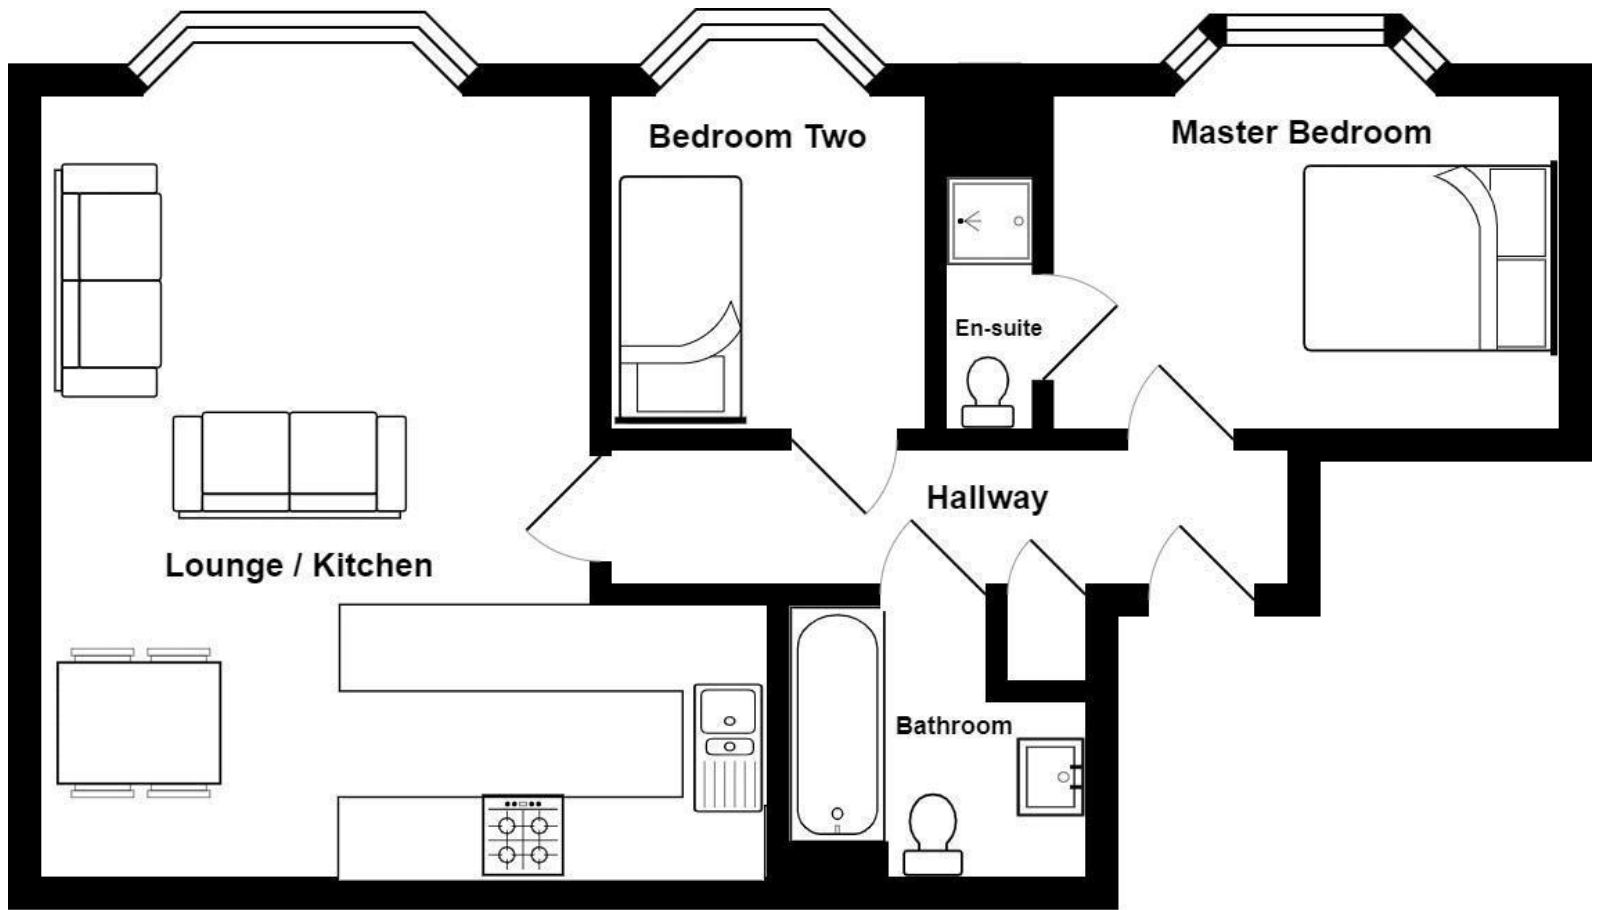 Bedroom Two
Master Bedroom
En-suite
Hallway
Lounge / Kitchen
Bathroom